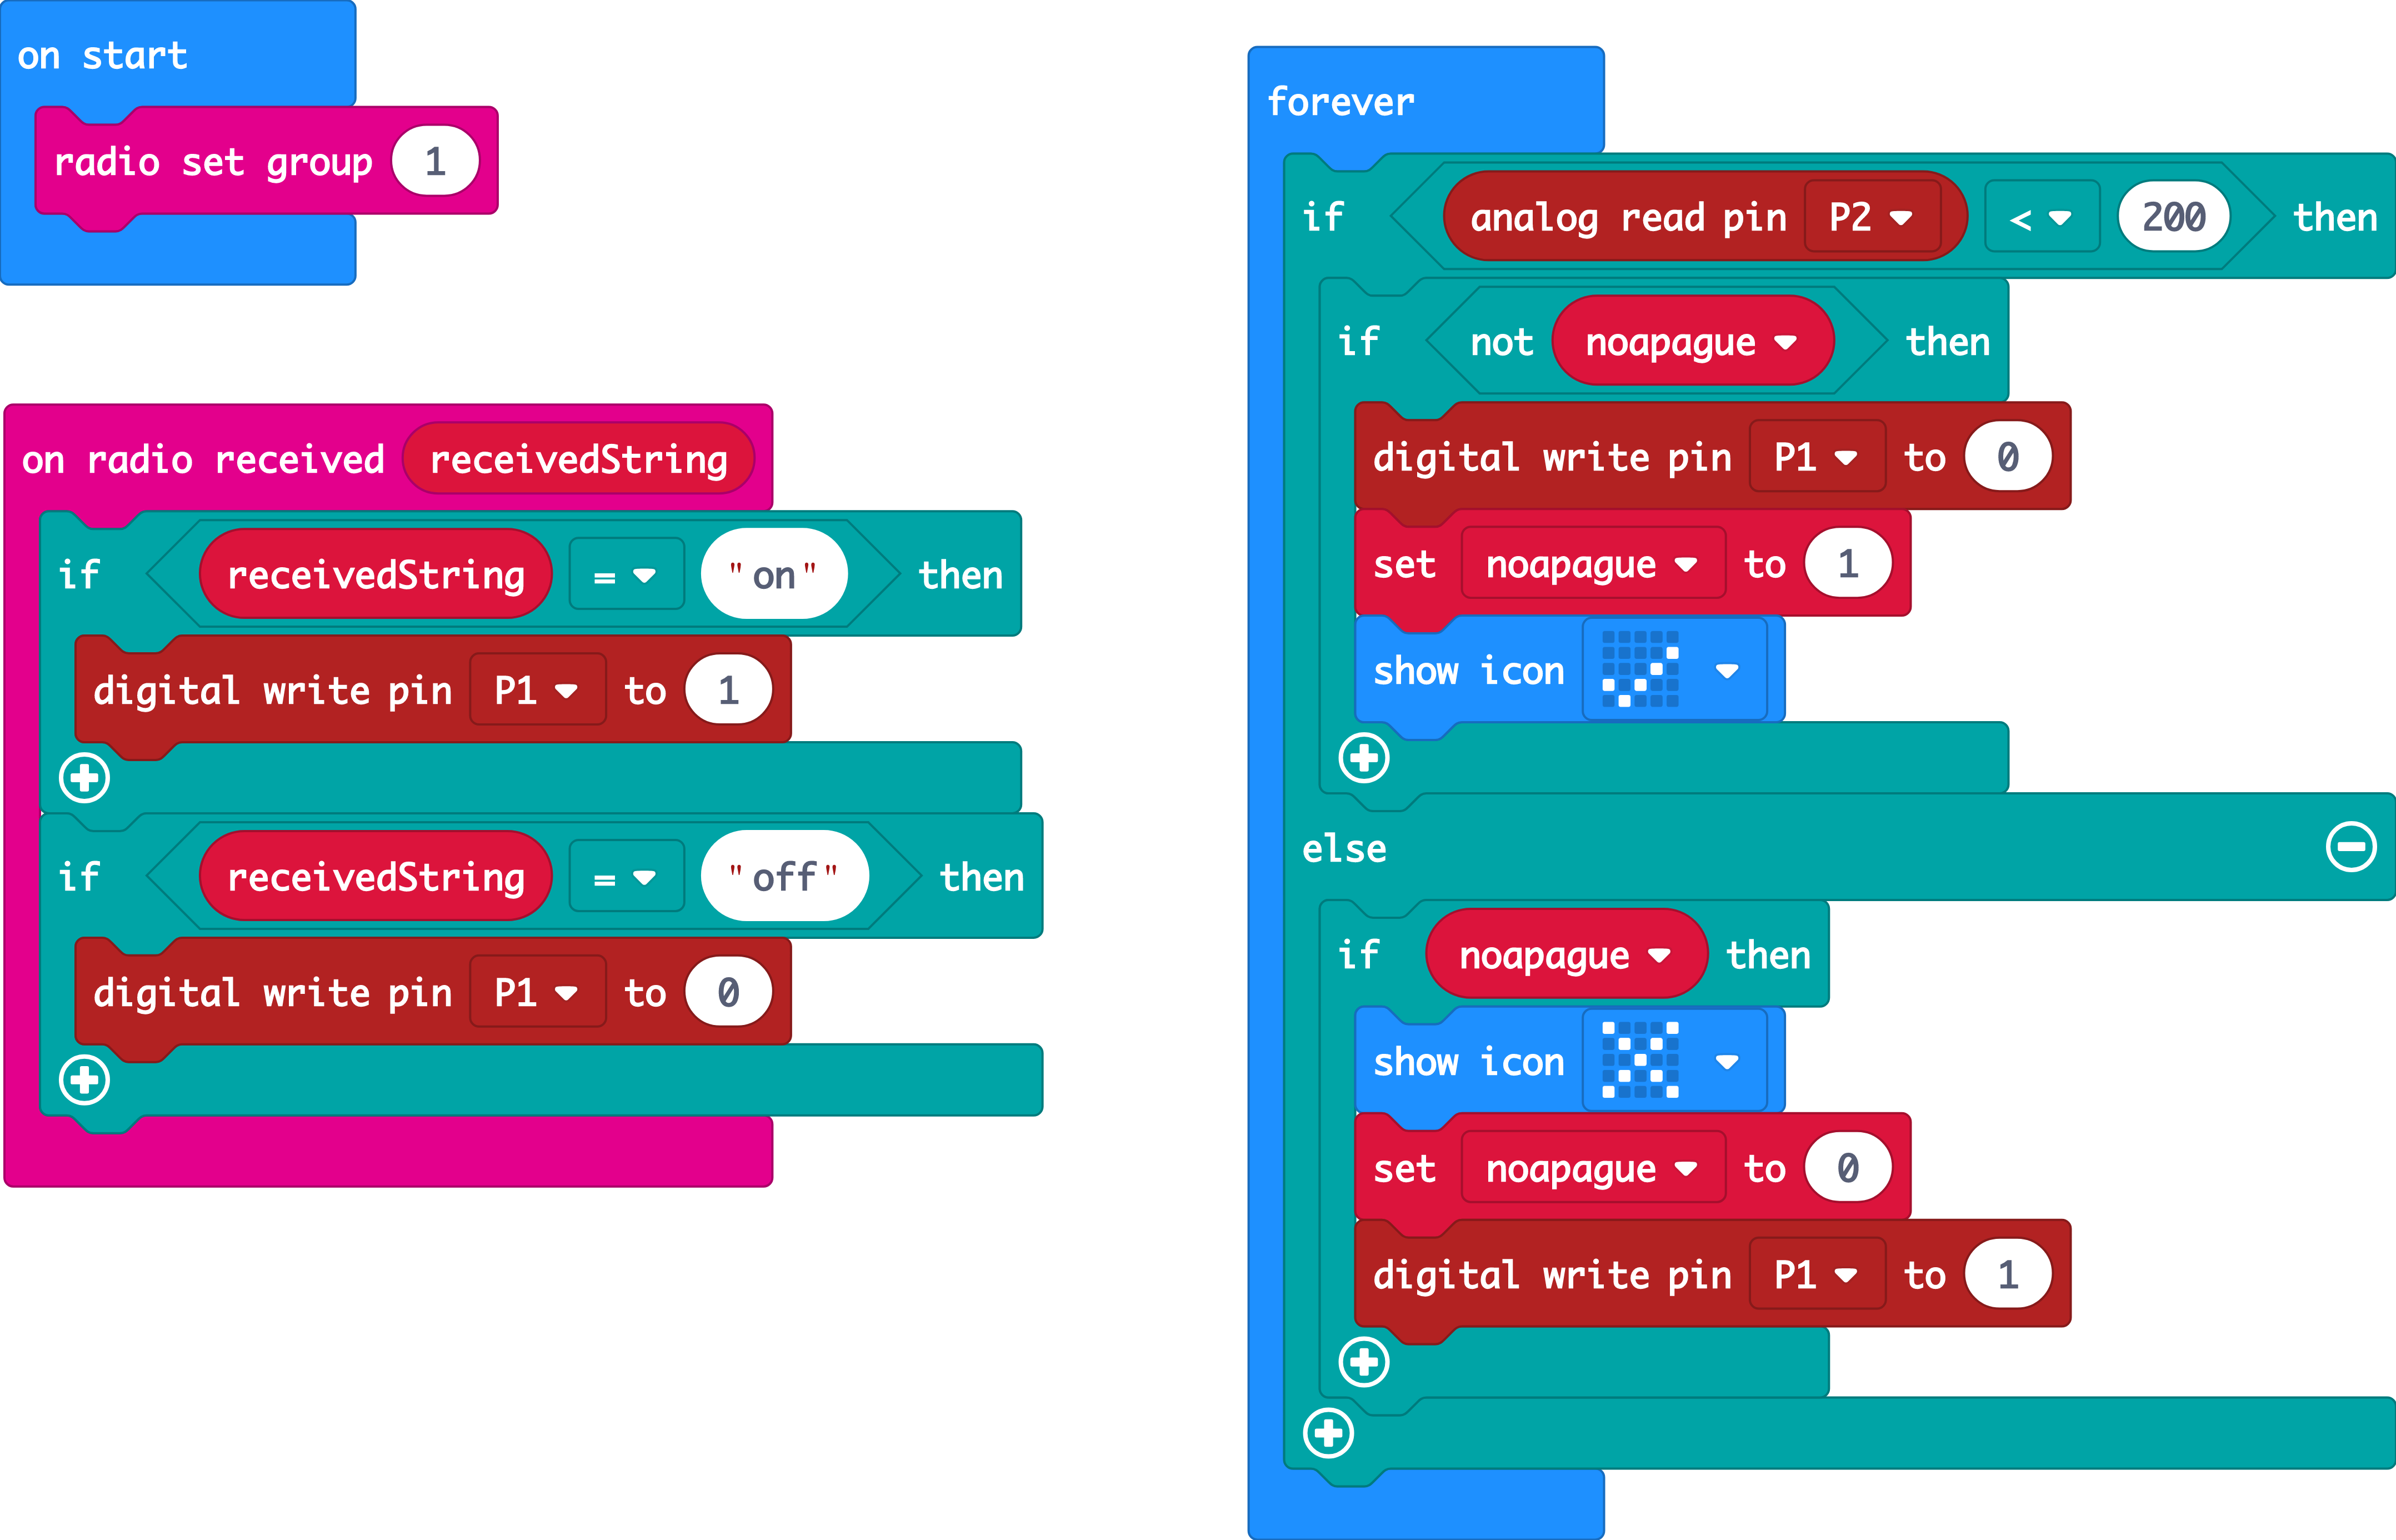 on start
radio set group 1
on radio received receivedString
if receivedString = "on" then
digital write pin P1 to 1
if receivedString = "off" then
digital write pin P1 to 0
forever
if analog read pin P2 < 200 then
if not noapague then
digital write pin P1 to 0
set noapague to 1
show icon
else
if noapague then
show icon
set noapague to 0
digital write pin P1 to 1